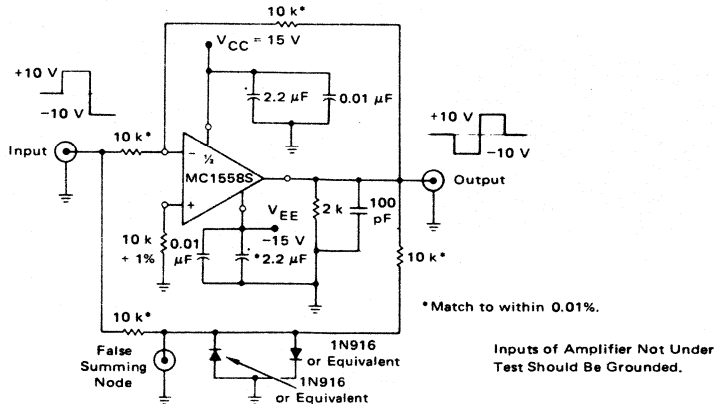 10 k*
VCC = 15 V
+10 V
−10 V
2.2 µF
0.01 µF
10 k*
Input
− ½
MC1558S
+
+10 V
−10 V
Output
VEE
−15 V
2 k
100
pF
10 k
+ 1%
0.01
µF
*2.2 µF
10 k*
*Match to within 0.01%.
10 k*
False
Summing
Node
1N916
or Equivalent
1N916
or Equivalent
Inputs of Amplifier Not Under
Test Should Be Grounded.